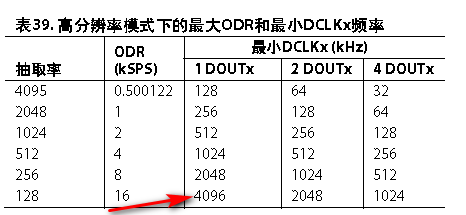 表39. 高分辨率模式下的最大ODR和最小DCLKx频率
抽取率 ODR (kSPS) 最小DCLKx (kHz)
1 DOUTx 2 DOUTx 4 DOUTx
4095 0.500122 128 64 32
2048 1 256 128 64
1024 2 512 256 128
512 4 1024 512 256
256 8 2048 1024 512
128 16 4096 2048 1024